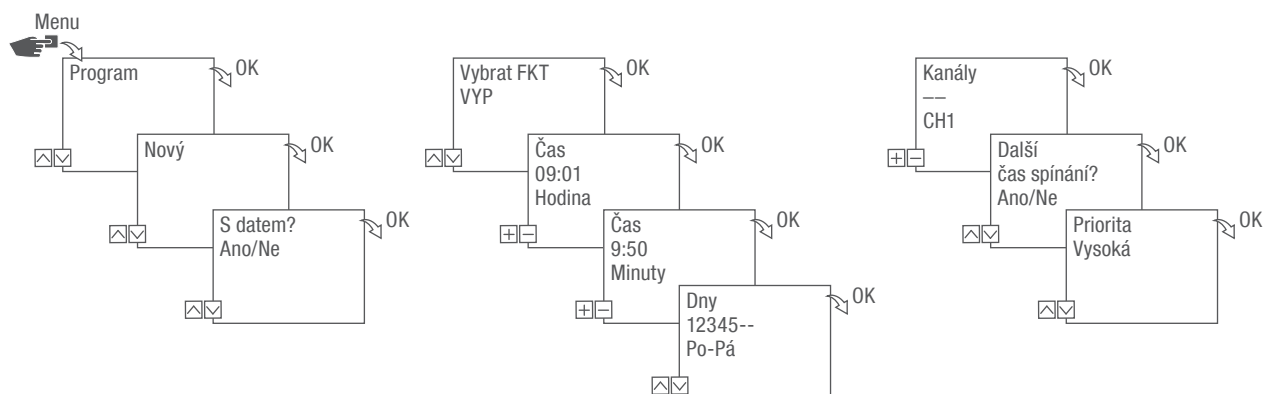 Menu
Program
OK
Nový
OK
S datem?
Ano/Ne
OK
Vybrat FKT
VYP
OK
Čas
09:01
Hodina
OK
Čas
9:50
Minuty
OK
Dny
12345--
Po-Pá
OK
Kanály
––
CH1
OK
Další
čas spínání?
Ano/Ne
OK
Priorita
Vysoká
OK